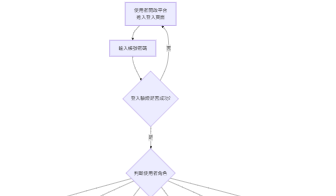 使用者開啟平台
進入登入頁面
輸入帳號密碼
否
登入驗證是否成功?
是
判斷使用者角色